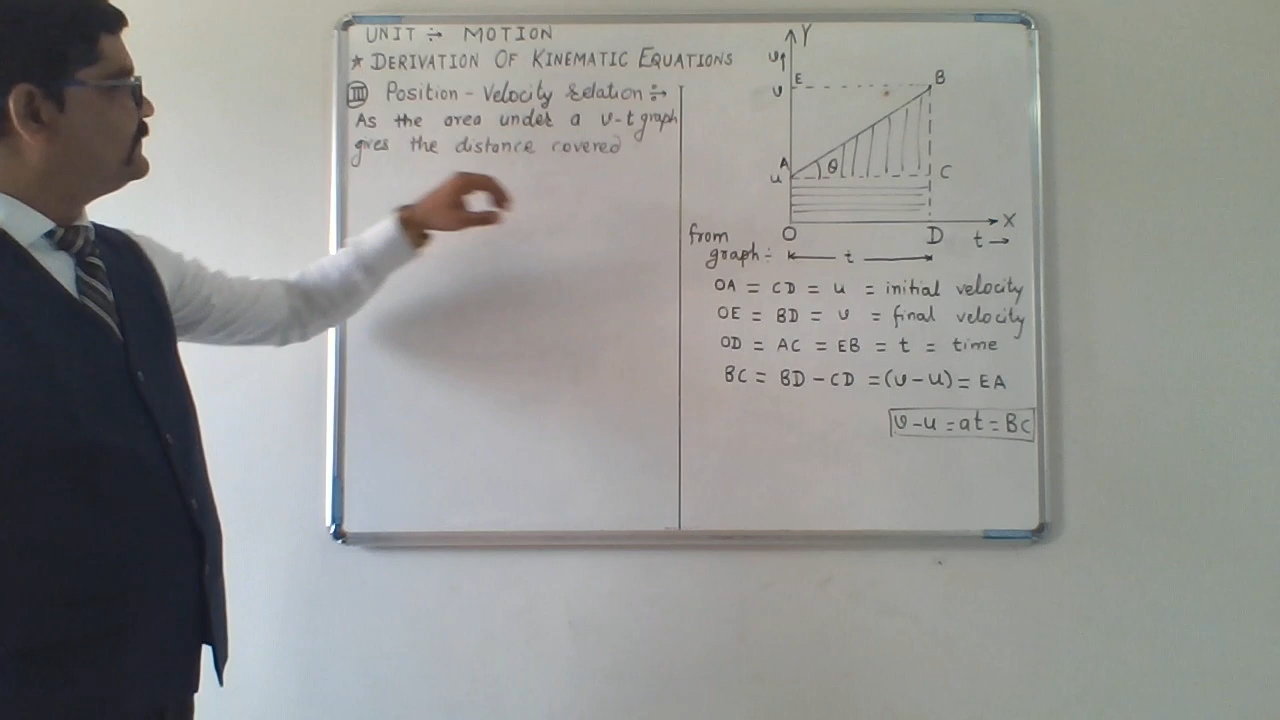 UNIT ÷ MOTION
* DERIVATION OF KINEMATIC EQUATIONS
III Position - Velocity relation ÷
As the area under a v-t graph
gives the distance covered
Y
v↑
E
B
v
A
θ
C
u
X
O
D
t →
from
graph :-
t
OA = CD = u = initial velocity
OE = BD = v = final velocity
OD = AC = EB = t = time
BC = BD - CD = (v - u) = EA
v - u = at = BC